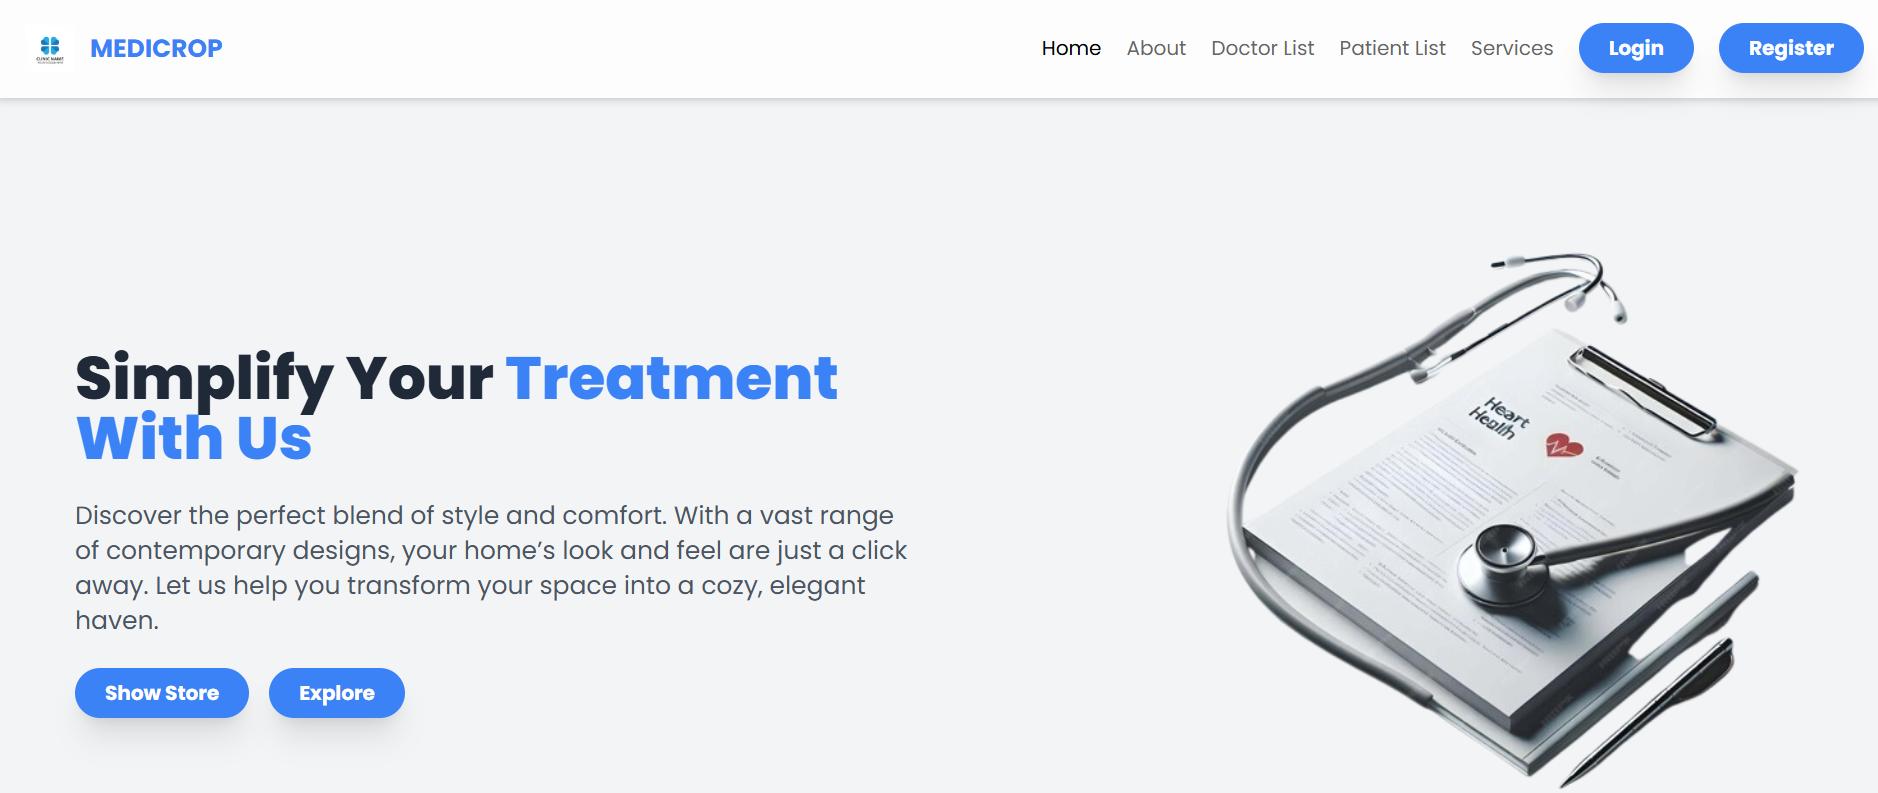 CLINIC NAME
MEDICROP
Home About Doctor List Patient List Services Login Register
Simplify Your Treatment
With Us
Discover the perfect blend of style and comfort. With a vast range
of contemporary designs, your home’s look and feel are just a click
away. Let us help you transform your space into a cozy, elegant
haven.
Show Store Explore
Heart
Health